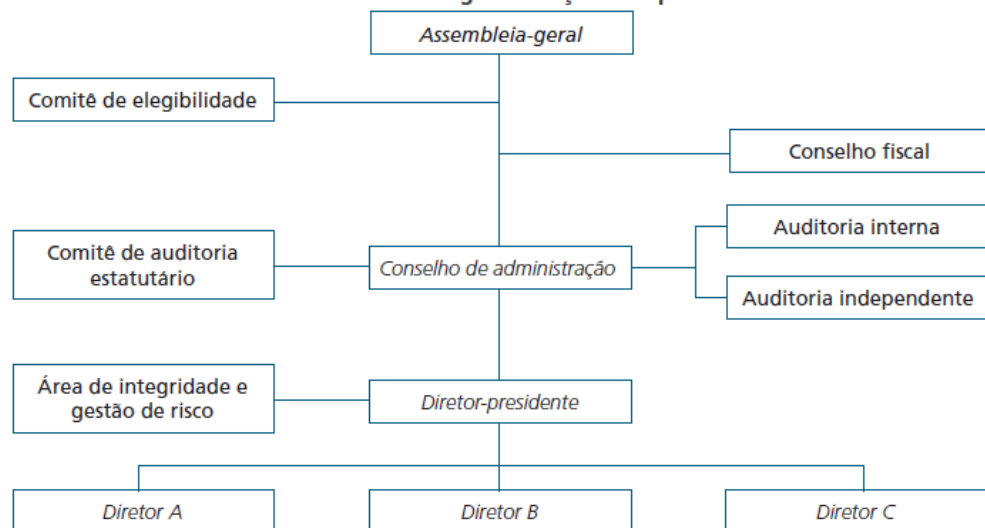 Assembleia-geral
Comitê de elegibilidade
Conselho fiscal
Auditoria interna
Comitê de auditoria
estatutário
Conselho de administração
Auditoria independente
Área de integridade e
gestão de risco
Diretor-presidente
Diretor A
Diretor B
Diretor C